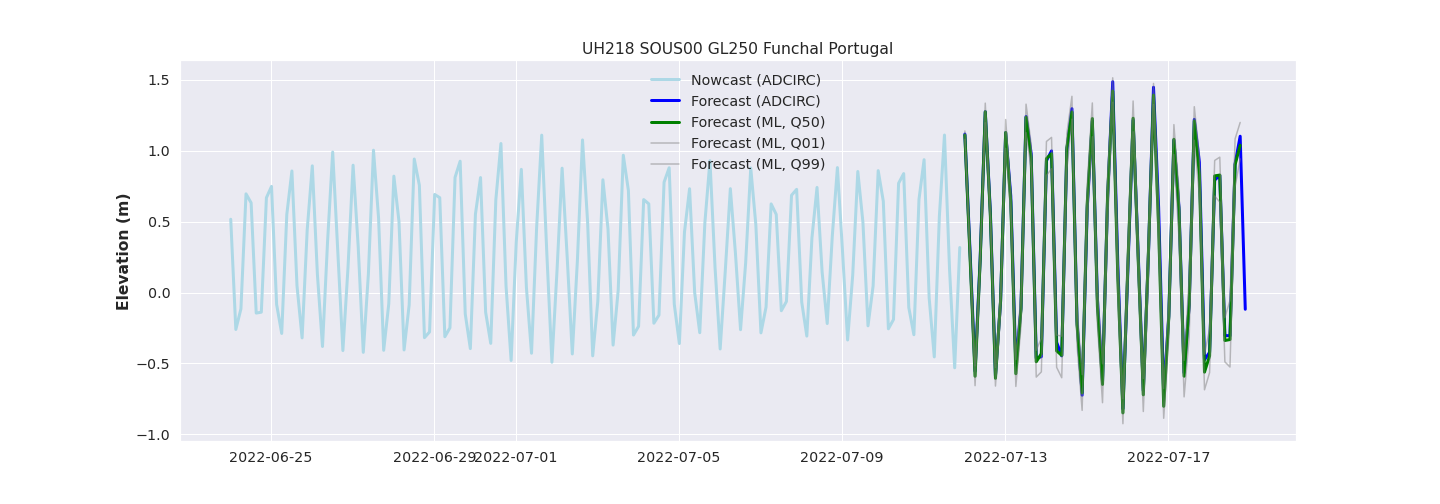 UH218 SOUS00 GL250 Funchal Portugal
1.5
1.0
0.5
0.0
−0.5
−1.0
Elevation (m)
Nowcast (ADCIRC)
Forecast (ADCIRC)
Forecast (ML, Q50)
Forecast (ML, Q01)
Forecast (ML, Q99)
2022-06-25 2022-06-29 2022-07-01 2022-07-05 2022-07-09 2022-07-13 2022-07-17